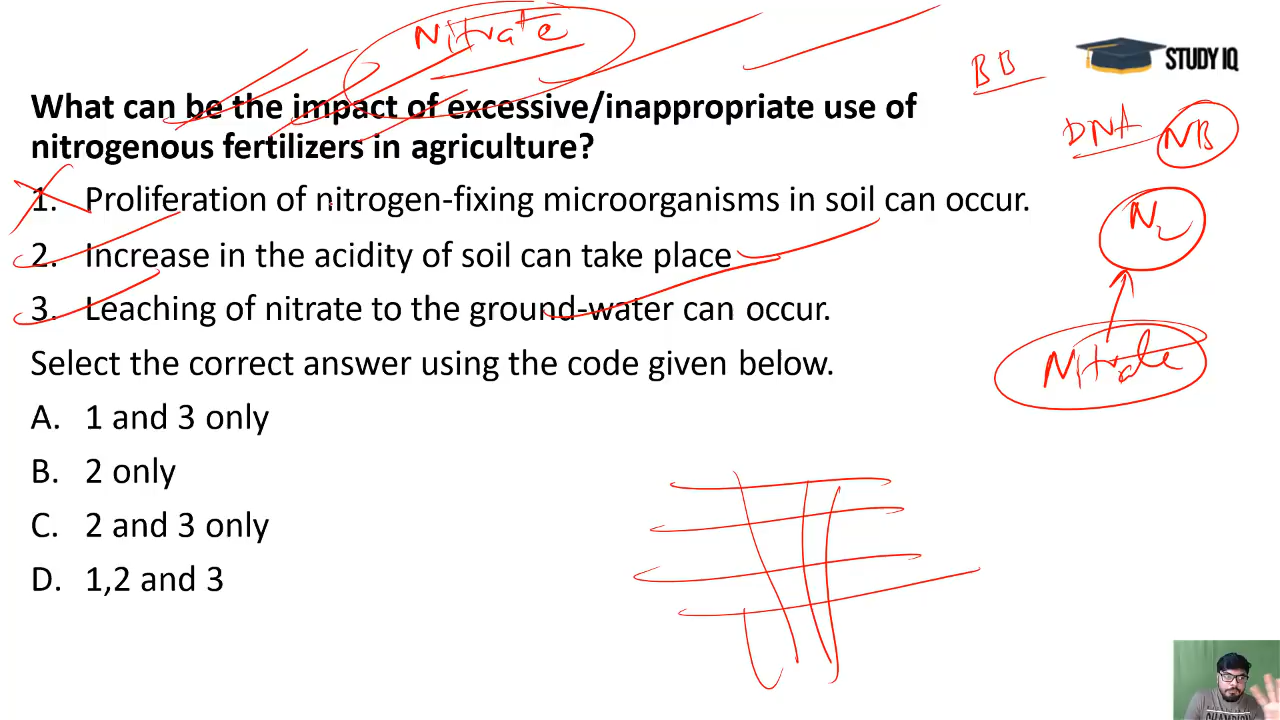 Nitrate
BB
STUDY IQ
What can be the impact of excessive/inappropriate use of
nitrogenous fertilizers in agriculture?
DNA NB
1. Proliferation of nitrogen-fixing microorganisms in soil can occur.
N2
2. Increase in the acidity of soil can take place
3. Leaching of nitrate to the ground-water can occur.
Select the correct answer using the code given below.
Nitrate
A. 1 and 3 only
B. 2 only
C. 2 and 3 only
D. 1,2 and 3
CHAMPION